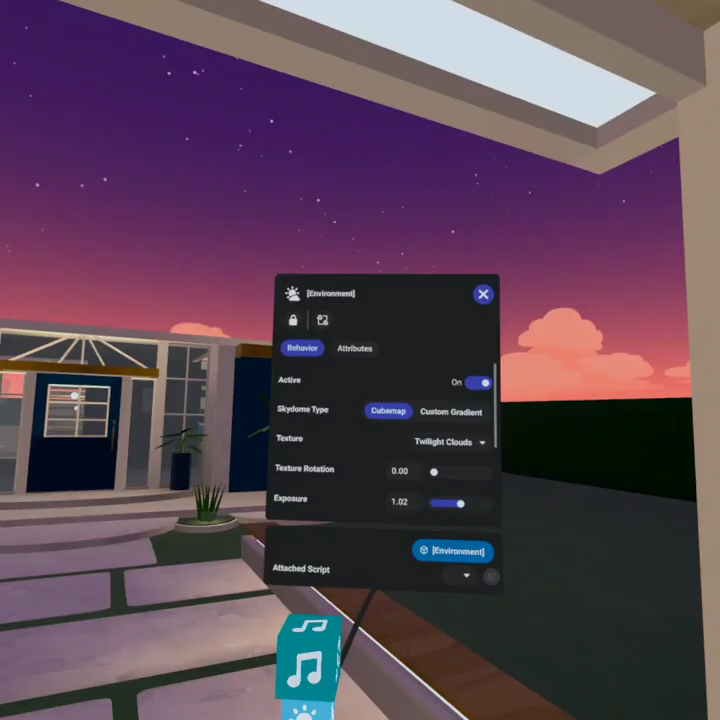 [Environment]
Behavior Attributes
Active On
Skydome Type Cubemap Custom Gradient
Texture Twilight Clouds
Texture Rotation 0.00
Exposure 1.02
[Environment]
Attached Script